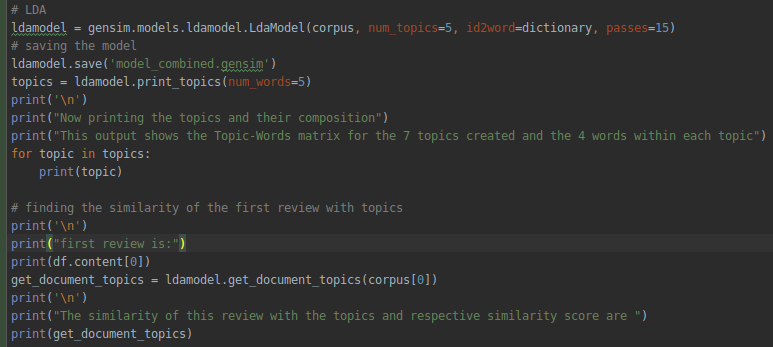 # LDA
ldamodel = gensim.models.ldamodel.LdaModel(corpus, num_topics=5, id2word=dictionary, passes=15)
# saving the model
ldamodel.save('model_combined.gensim')
topics = ldamodel.print_topics(num_words=5)
print('\n')
print("Now printing the topics and their composition")
print("This output shows the Topic-Words matrix for the 7 topics created and the 4 words within each topic")
for topic in topics:
    print(topic)

# finding the similarity of the first review with topics
print('\n')
print("first review is:")
print(df.content[0])
get_document_topics = ldamodel.get_document_topics(corpus[0])
print('\n')
print("The similarity of this review with the topics and respective similarity score are ")
print(get_document_topics)